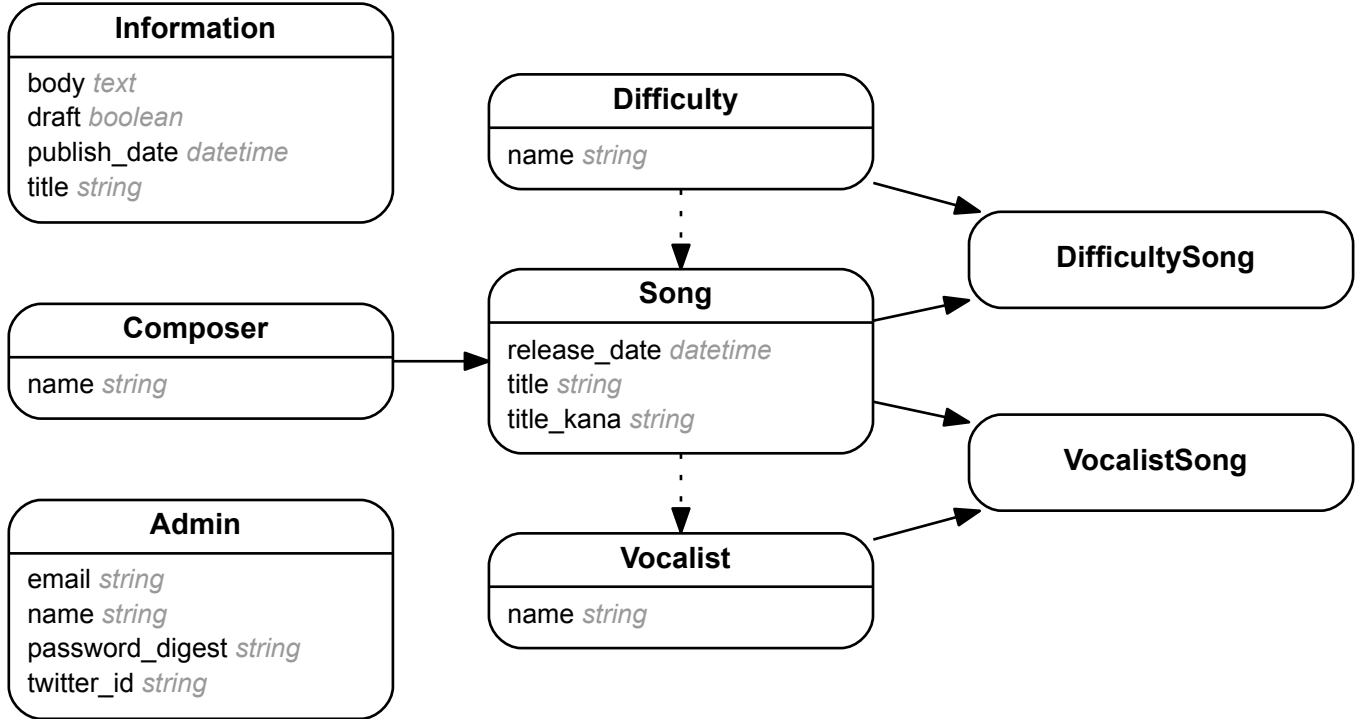 Information
body text
draft boolean
publish_date datetime
title string
Composer
name string
Admin
email string
name string
password_digest string
twitter_id string
Difficulty
name string
Song
release_date datetime
title string
title_kana string
Vocalist
name string
DifficultySong
VocalistSong